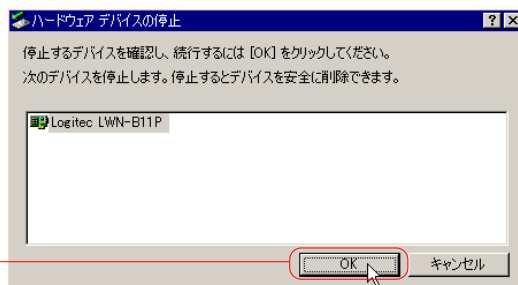 ハードウェア デバイスの停止
停止するデバイスを確認し、続行するには [OK] をクリックしてください。
次のデバイスを停止します。停止するとデバイスを安全に削除できます。
Logitec LWN-B11P
OK キャンセル